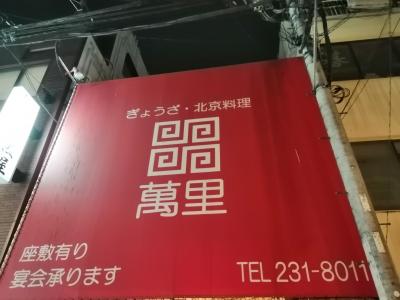 ぎょうざ・北京料理
萬里
座敷有り
宴会承ります
TEL 231-8011